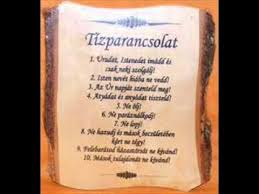 Tízparancsolat
1. Uradat, Istenedet imádd és
csak neki szolgálj!
2. Isten nevét hiába ne vedd!
3. Az Úr napját szenteld meg!
4. Atyádat és anyádat tiszteld!
5. Ne ölj!
6. Ne paráználkodj!
7. Ne lopj!
8. Ne hazudj és mások becsületében
kárt ne tégy!
9. Felebarátod házastársát ne kívánd!
10. Mások tulajdonát ne kívánd!